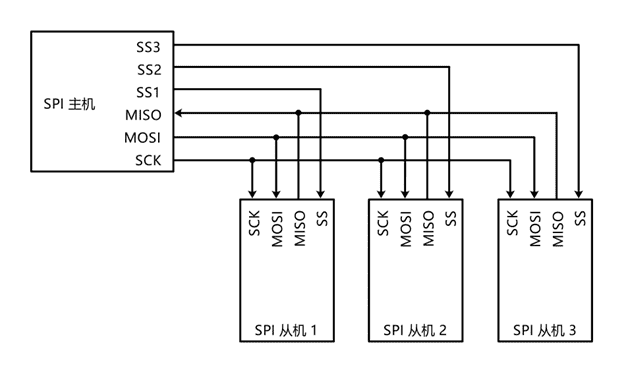 SS3
SS2
SS1
SPI 主机
MISO
MOSI
SCK
SCK MOSI MISO SS
SCK MOSI MISO SS
SCK MOSI MISO SS
SPI 从机 1
SPI 从机 2
SPI 从机 3